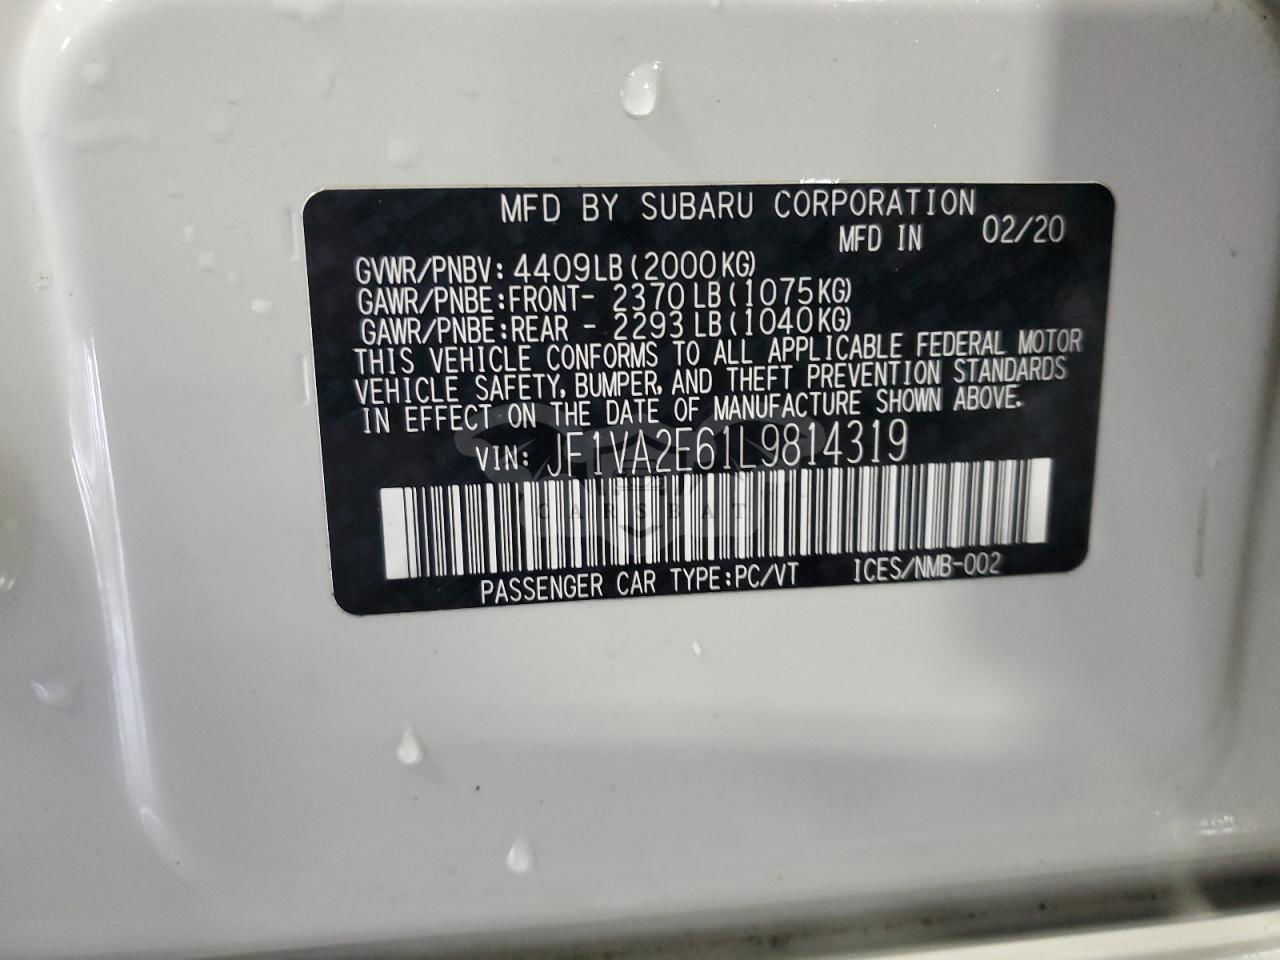 MFD BY SUBARU CORPORATION
MFD IN 02/20
GVWR/PNBV: 4409LB(2000KG)
GAWR/PNBE:FRONT- 2370LB(1075KG)
GAWR/PNBE:REAR - 2293LB(1040KG)
THIS VEHICLE CONFORMS TO ALL APPLICABLE FEDERAL MOTOR
VEHICLE SAFETY, BUMPER, AND THEFT PREVENTION STANDARDS
IN EFFECT ON THE DATE OF MANUFACTURE SHOWN ABOVE.
VIN: JF1VA2E61L9814319
CARSBAT
PASSENGER CAR TYPE:PC/VT ICES/NMB-002